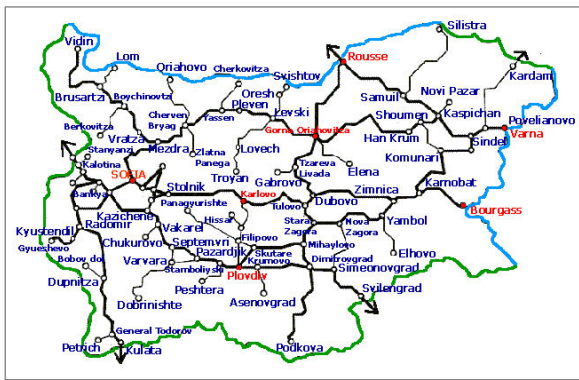 Silistra
Vidin
Lom
Rousse
Oriahovo
Cherkovitza
Kardam
Svishtov
Oresh
Novi Pazar
Brusartz
Boychinovtz
Samuil
Pleven
Cherven
Bryag
Yassen
Levski
Kaspichan
Povelianovo
Shoumen
Varna
Berkovitza
Vratza
Gorna Orianovitza
Han Krum
Sindel
Stanyanzi
Mezdra
Zlatna
Panega
Lovech
Komunari
Kalotina
Tzareva
Livada
Elena
Troyan
SOFIA
Gabrovo
Bankya
Stolnik
Karlovo
Zimnica
Karnobat
Panagyurishte
Tulovo
Dubovo
Kazichene
Bourgass
Hissar
Stara
Zagora
Nova
Zagora
Yambol
Radomir
Vakarel
Kyustendil
Chukurovo
Filipovo
Gyueshevo
Septemvri
Mihaylovo
Elhovo
Bobov dol
Pazardjik
Skutare
Krumovo
Varvara
Dimitrovgrad
Stamboliyski
Simeonovgrad
Plovdiv
Dupnitza
Peshtera
Svilengrad
Dobrinishte
Asenovgrad
General Todorov
Petrich
Kulata
Podkova